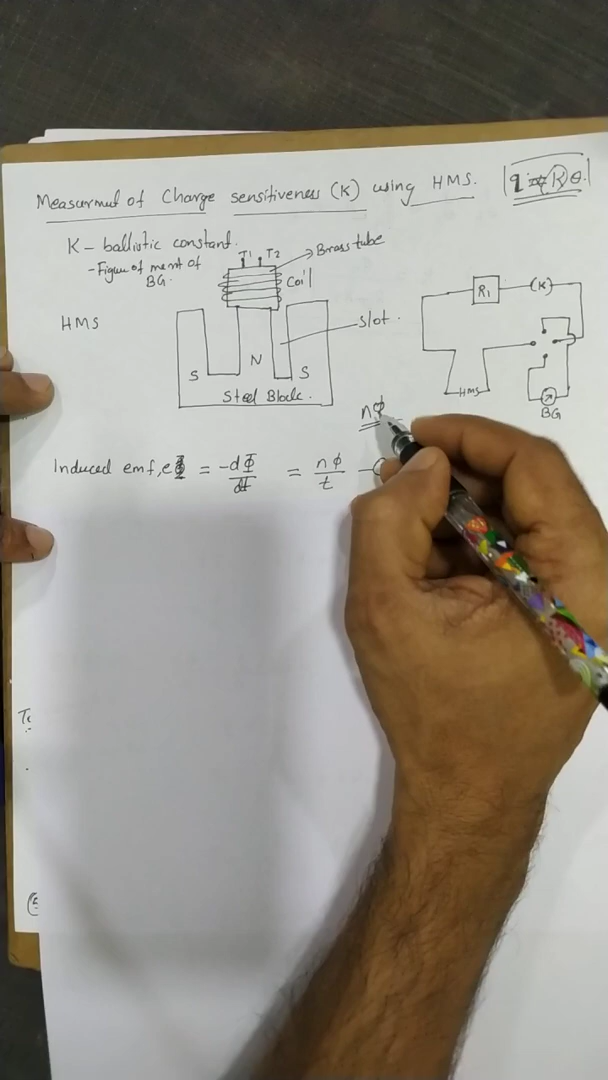 Measurmut of Charge sensitiveness (K) using HMS.
q = (K) θ.
K - ballistic constant.
- Figure of merit of
BG.
T1 T2
Brass tube
Coil
HMS
slot.
S N S
Steel Block.
R1 (K)
HMS
BG
nϕ
Induced emf, e = -dΦ/dt = nϕ/t